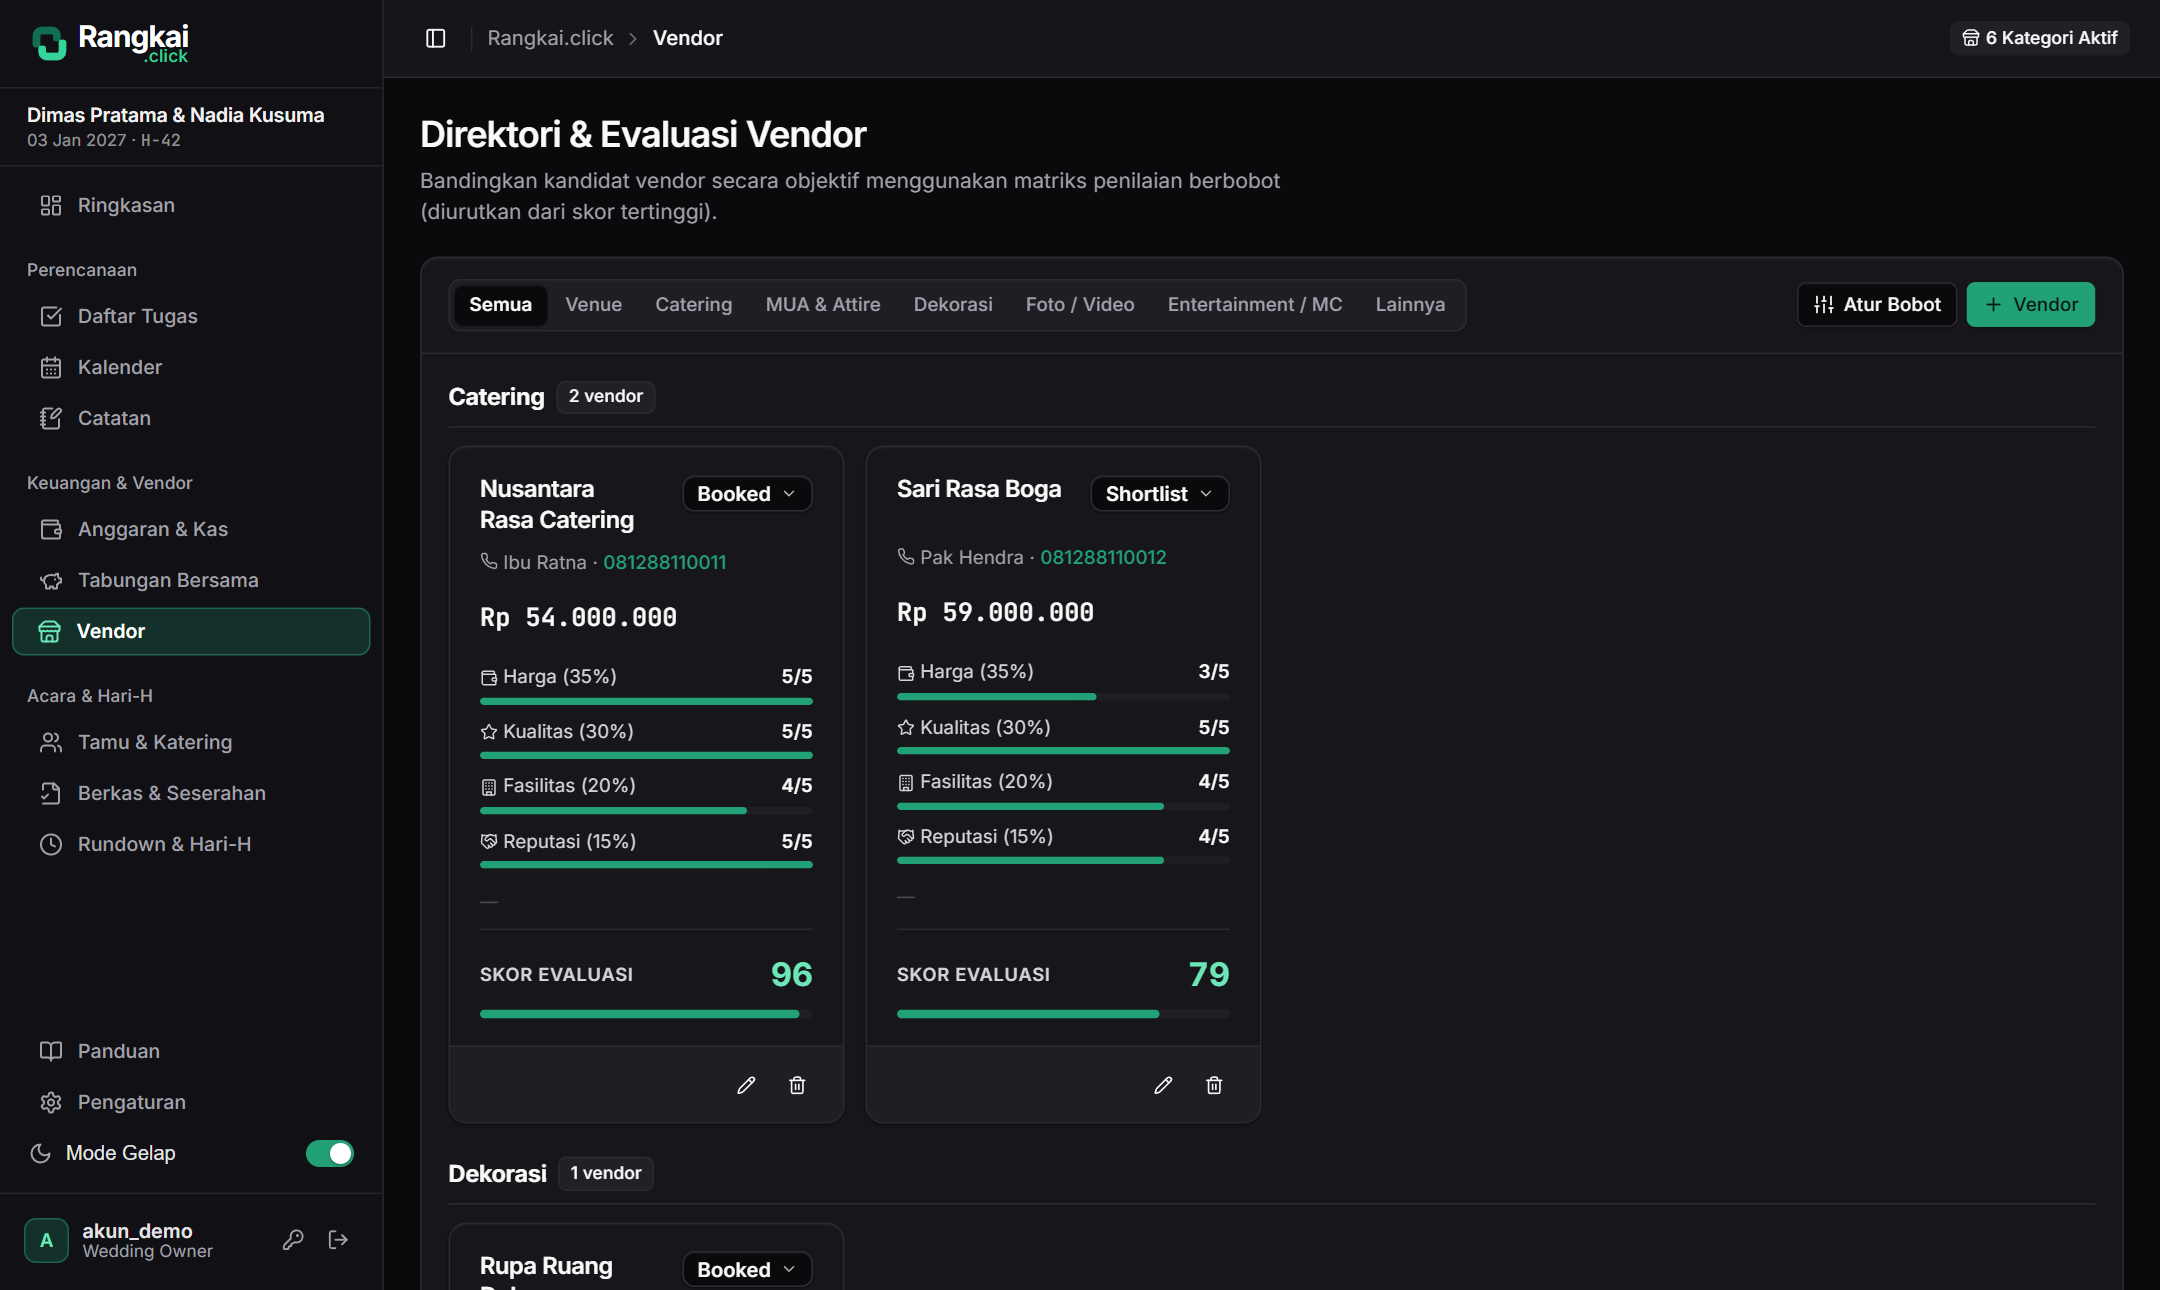 Rangkai
.click
Dimas Pratama & Nadia Kusuma
03 Jan 2027 · H-42
Ringkasan
Perencanaan
Daftar Tugas
Kalender
Catatan
Keuangan & Vendor
Anggaran & Kas
Tabungan Bersama
Vendor
Acara & Hari-H
Tamu & Katering
Berkas & Seserahan
Rundown & Hari-H
Panduan
Pengaturan
Mode Gelap
A
akun_demo
Wedding Owner
Rangkai.click > Vendor
6 Kategori Aktif
Direktori & Evaluasi Vendor
Bandingkan kandidat vendor secara objektif menggunakan matriks penilaian berbobot
(diurutkan dari skor tertinggi).
Semua Venue Catering MUA & Attire Dekorasi Foto / Video Entertainment / MC Lainnya
Atur Bobot
+ Vendor
Catering 2 vendor
Nusantara
Rasa Catering
Booked
Ibu Ratna · 081288110011
Rp 54.000.000
Harga (35%) 5/5
Kualitas (30%) 5/5
Fasilitas (20%) 4/5
Reputasi (15%) 5/5
—
SKOR EVALUASI 96
Sari Rasa Boga
Shortlist
Pak Hendra · 081288110012
Rp 59.000.000
Harga (35%) 3/5
Kualitas (30%) 5/5
Fasilitas (20%) 4/5
Reputasi (15%) 4/5
—
SKOR EVALUASI 79
Dekorasi 1 vendor
Rupa Ruang
Booked